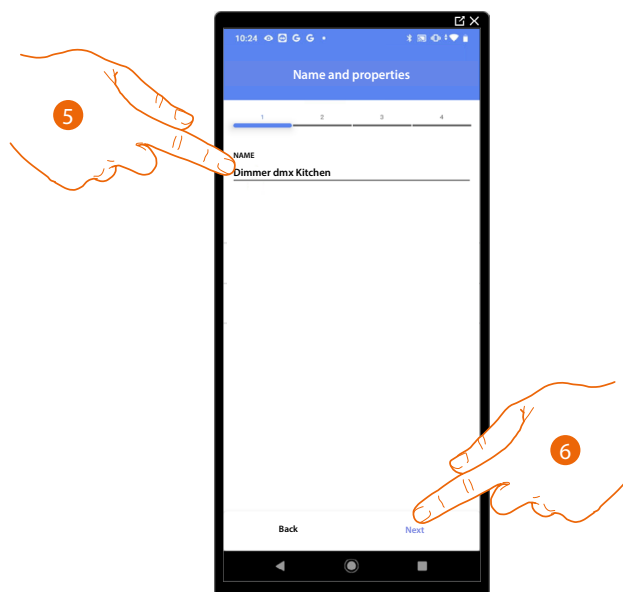 10:24 G G
Name and properties
1 2 3 4
5
NAME
Dimmer dmx Kitchen
6
Back Next